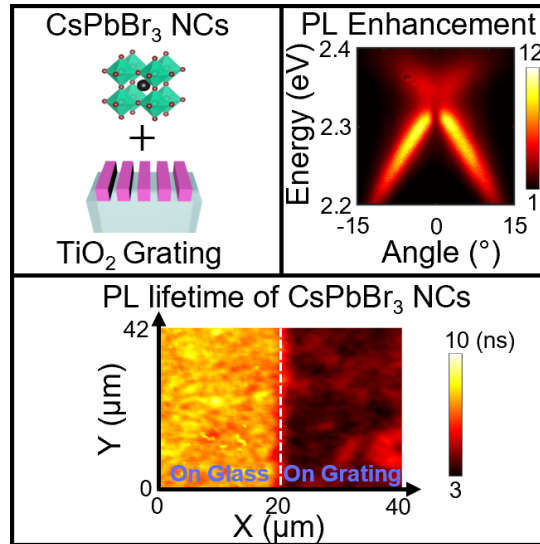 CsPbBr₃ NCs
+
TiO₂ Grating
PL Enhancement
Energy (eV)
2.4
2.3
2.2
-15 0 15
Angle (°)
12
1
PL lifetime of CsPbBr₃ NCs
42
Y (µm)
0
On Glass
On Grating
0 20 40
X (µm)
10 (ns)
3